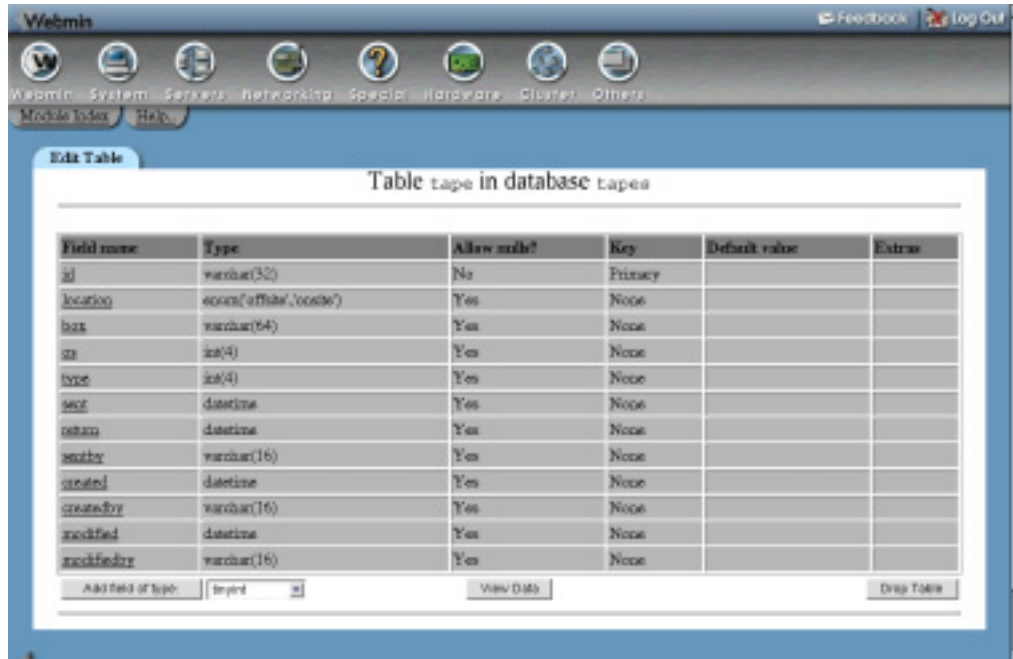 Webmin Feedback Log Out
Webmin System Servers Networking Special Hardware Cluster Others
Module Index Help..
Edit Table
Table tape in database tapes
Field name Type Allow nulls? Key Default value Extras
id varchar(32) No Primary
location enum('offsite','onsite') Yes None
box varchar(64) Yes None
int(4) Yes None
type int(4) Yes None
sent datetime Yes None
return datetime Yes None
sentby varchar(16) Yes None
created datetime Yes None
createdby varchar(16) Yes None
modified datetime Yes None
modifiedby varchar(16) Yes None
Add field of type: tinyint View Data Drop Table